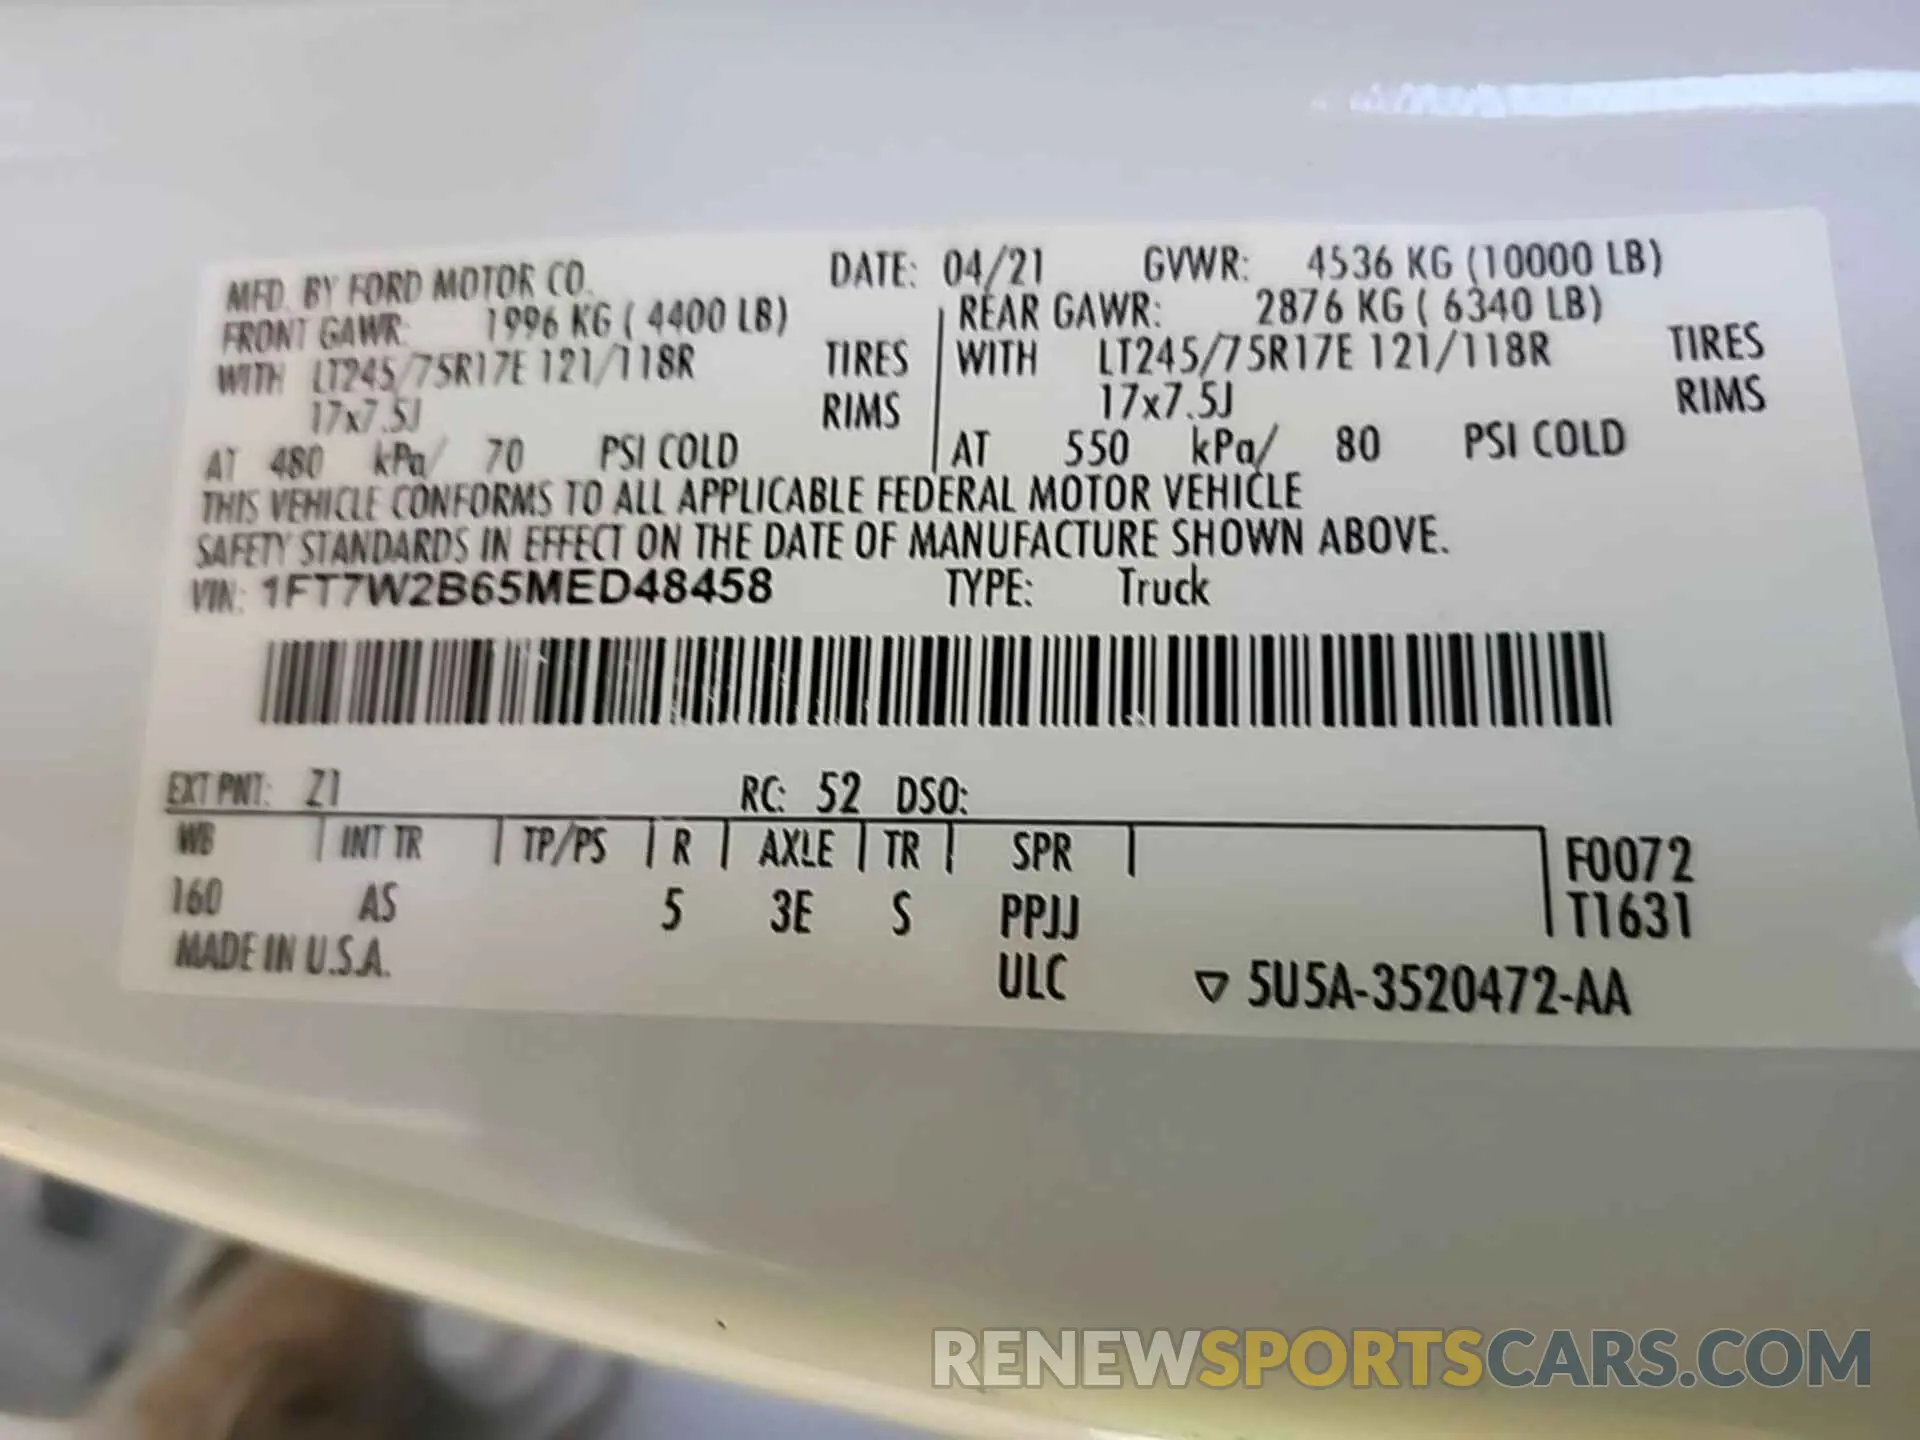 MFD. BY FORD MOTOR CO. DATE: 04/21 GVWR: 4536 KG (10000 LB)
FRONT GAWR: 1996 KG ( 4400 LB) REAR GAWR: 2876 KG ( 6340 LB)
WITH LT245/75R17E 121/118R TIRES WITH LT245/75R17E 121/118R TIRES
17x7.5J RIMS 17x7.5J RIMS
AT 480 kPa/ 70 PSI COLD AT 550 kPa/ 80 PSI COLD
THIS VEHICLE CONFORMS TO ALL APPLICABLE FEDERAL MOTOR VEHICLE
SAFETY STANDARDS IN EFFECT ON THE DATE OF MANUFACTURE SHOWN ABOVE.
VIN: 1FT7W2B65MED48458 TYPE: Truck
EXT PNT: Z1 RC: 52 DSO:
WB INT TR TP/PS R AXLE TR SPR F0072
160 AS 5 3E S PPJJ T1631
MADE IN U.S.A. ULC ▽ 5U5A-3520472-AA
RENEWSPORTSCARS.COM